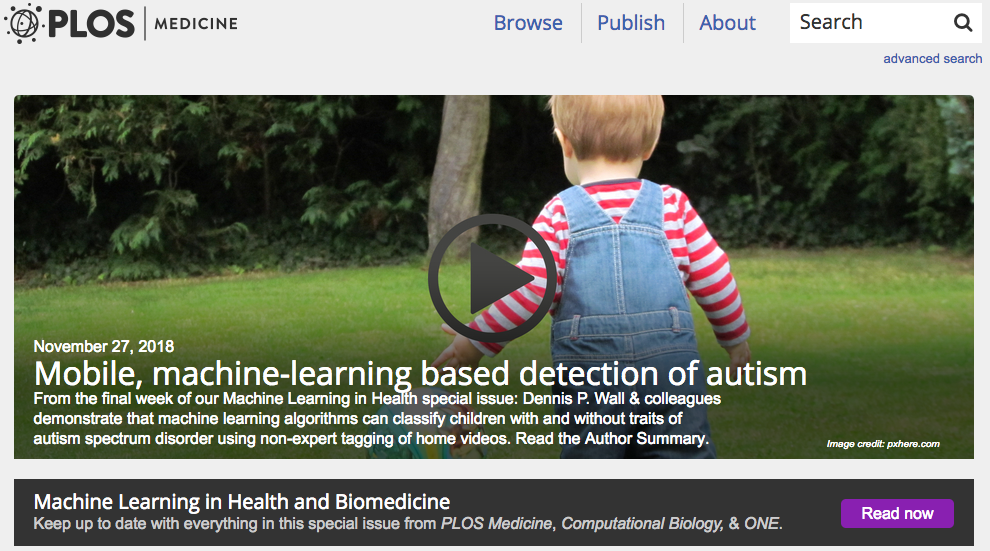 PLOS MEDICINE
Browse
Publish
About
Search
advanced search
November 27, 2018
Mobile, machine-learning based detection of autism
From the final week of our Machine Learning in Health special issue: Dennis P. Wall & colleagues
demonstrate that machine learning algorithms can classify children with and without traits of
autism spectrum disorder using non-expert tagging of home videos. Read the Author Summary.
Image credit: pxhere.com
Machine Learning in Health and Biomedicine
Keep up to date with everything in this special issue from PLOS Medicine, Computational Biology, & ONE.
Read now